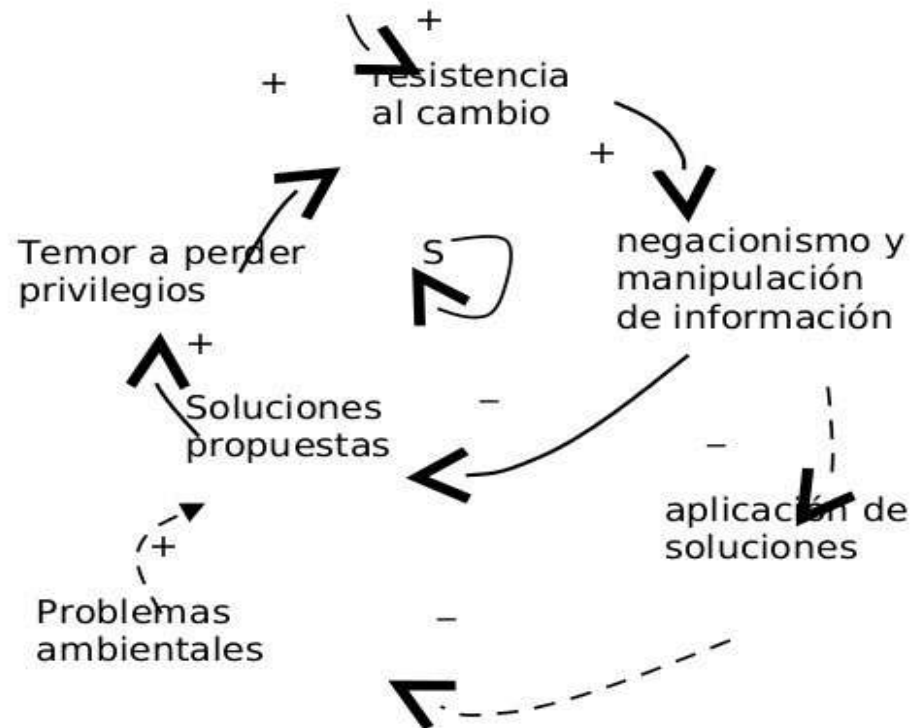 +
+
resistencia
al cambio
+
Temor a perder
privilegios
S
negacionismo y
manipulación
de información
+
Soluciones
propuestas
–
–
aplicación de
soluciones
+
Problemas
ambientales
–